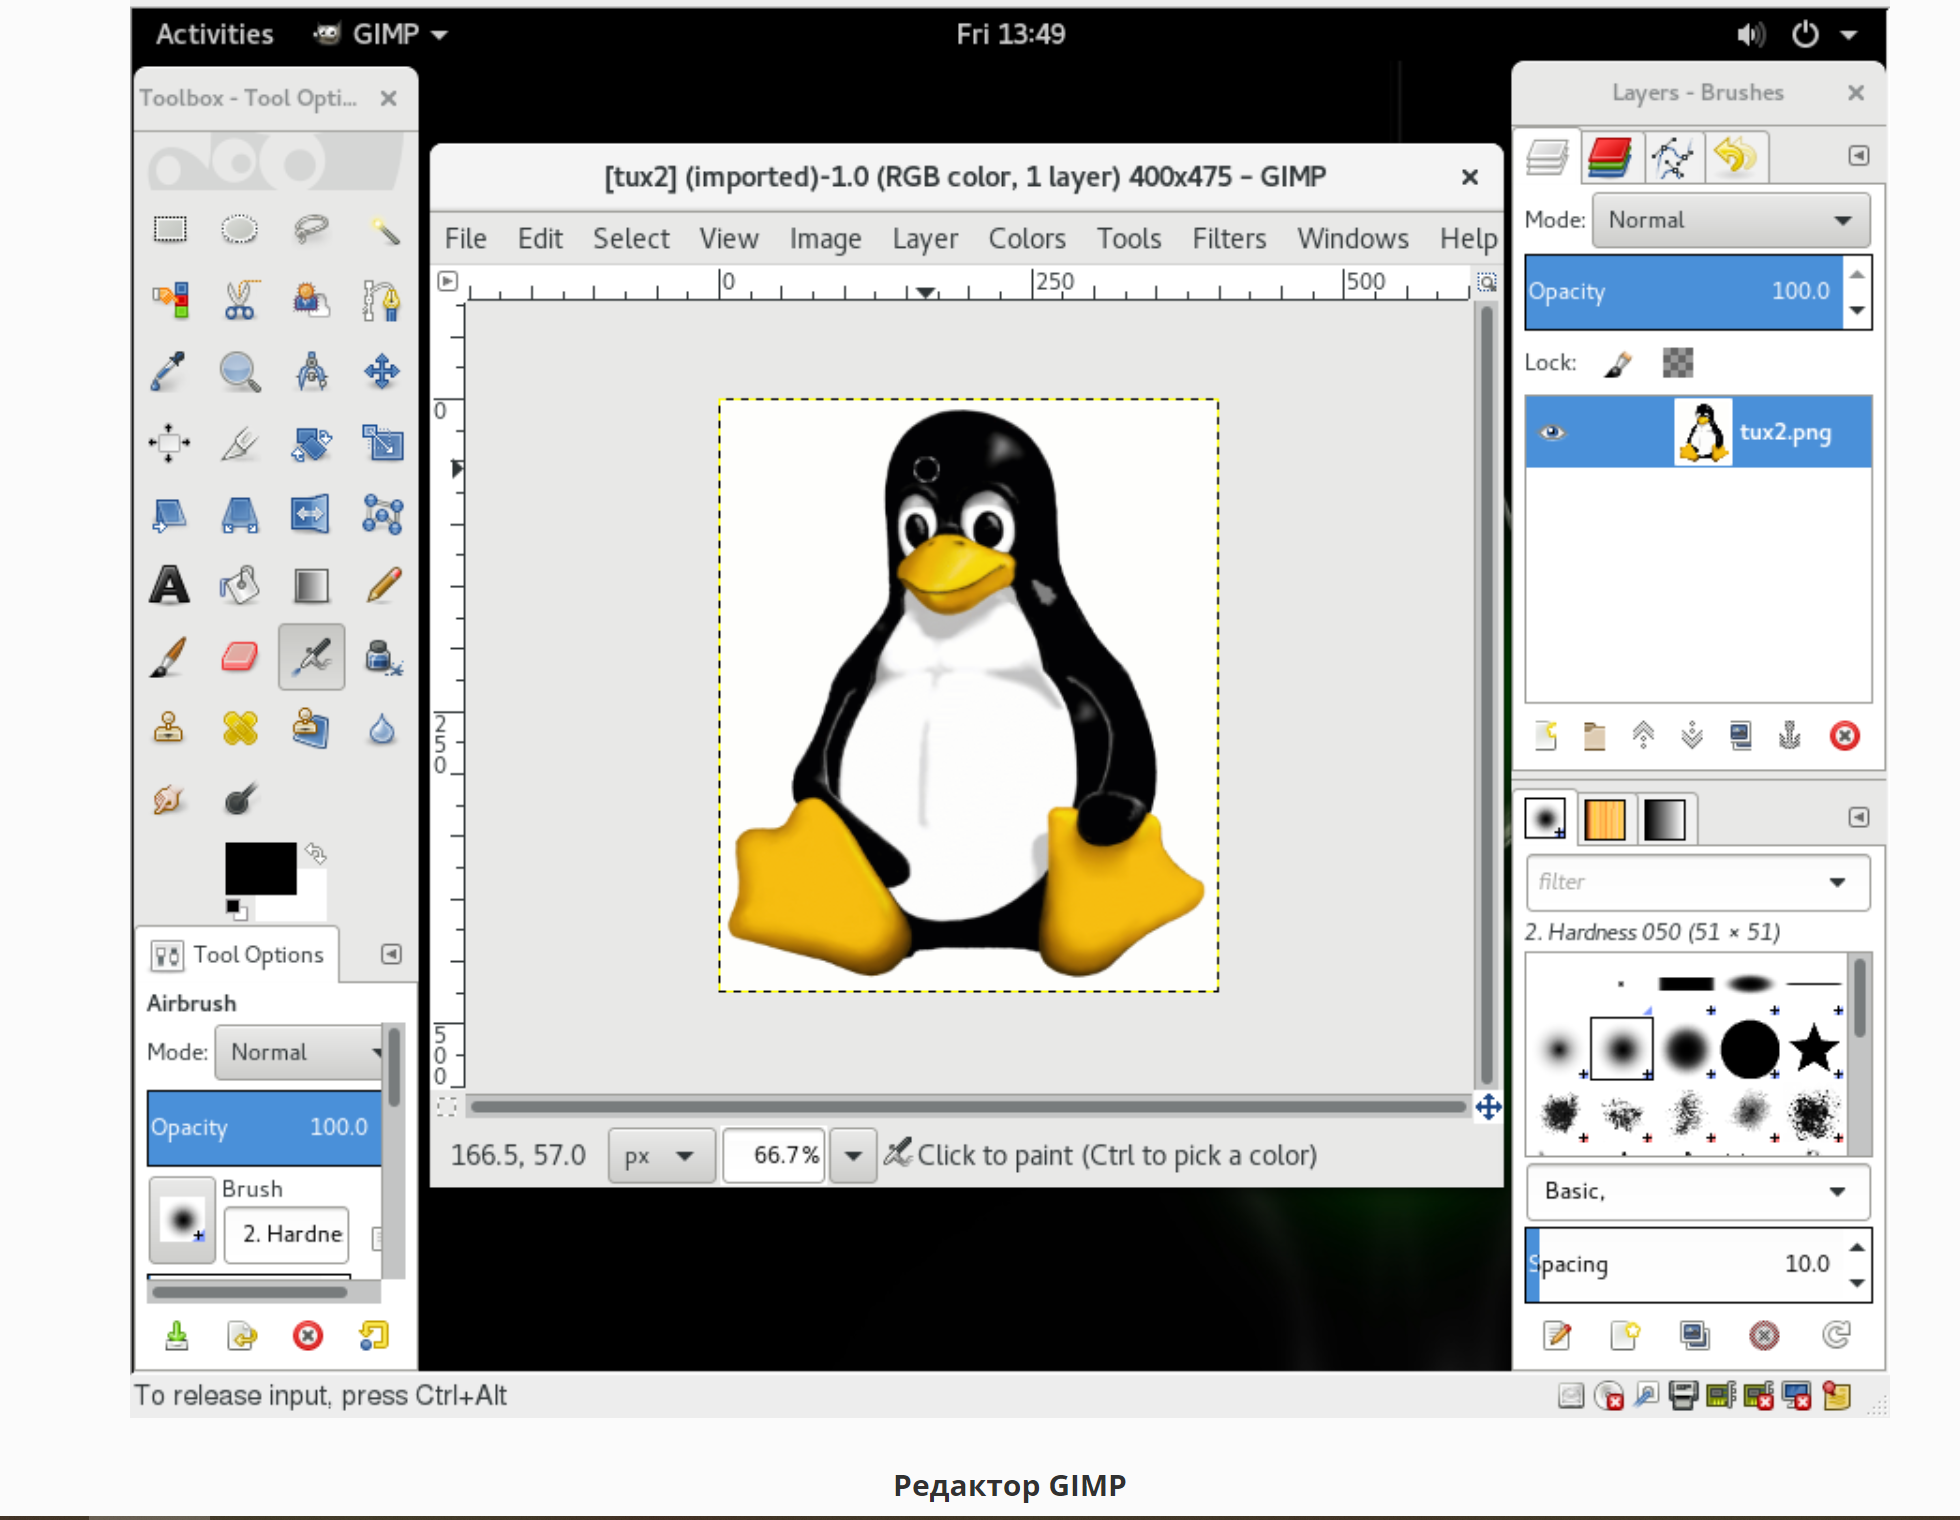 Activities GIMP Fri 13:49
Toolbox - Tool Opti...
Layers - Brushes
[tux2] (imported)-1.0 (RGB color, 1 layer) 400x475 – GIMP
File Edit Select View Image Layer Colors Tools Filters Windows Help
0 250 500
0
250
500
Mode: Normal
Opacity 100.0
Lock:
tux2.png
filter
2. Hardness 050 (51 × 51)
Basic,
Spacing 10.0
Tool Options
Airbrush
Mode: Normal
Opacity 100.0
Brush
2. Hardne
166.5, 57.0 px 66.7% Click to paint (Ctrl to pick a color)
To release input, press Ctrl+Alt
Редактор GIMP